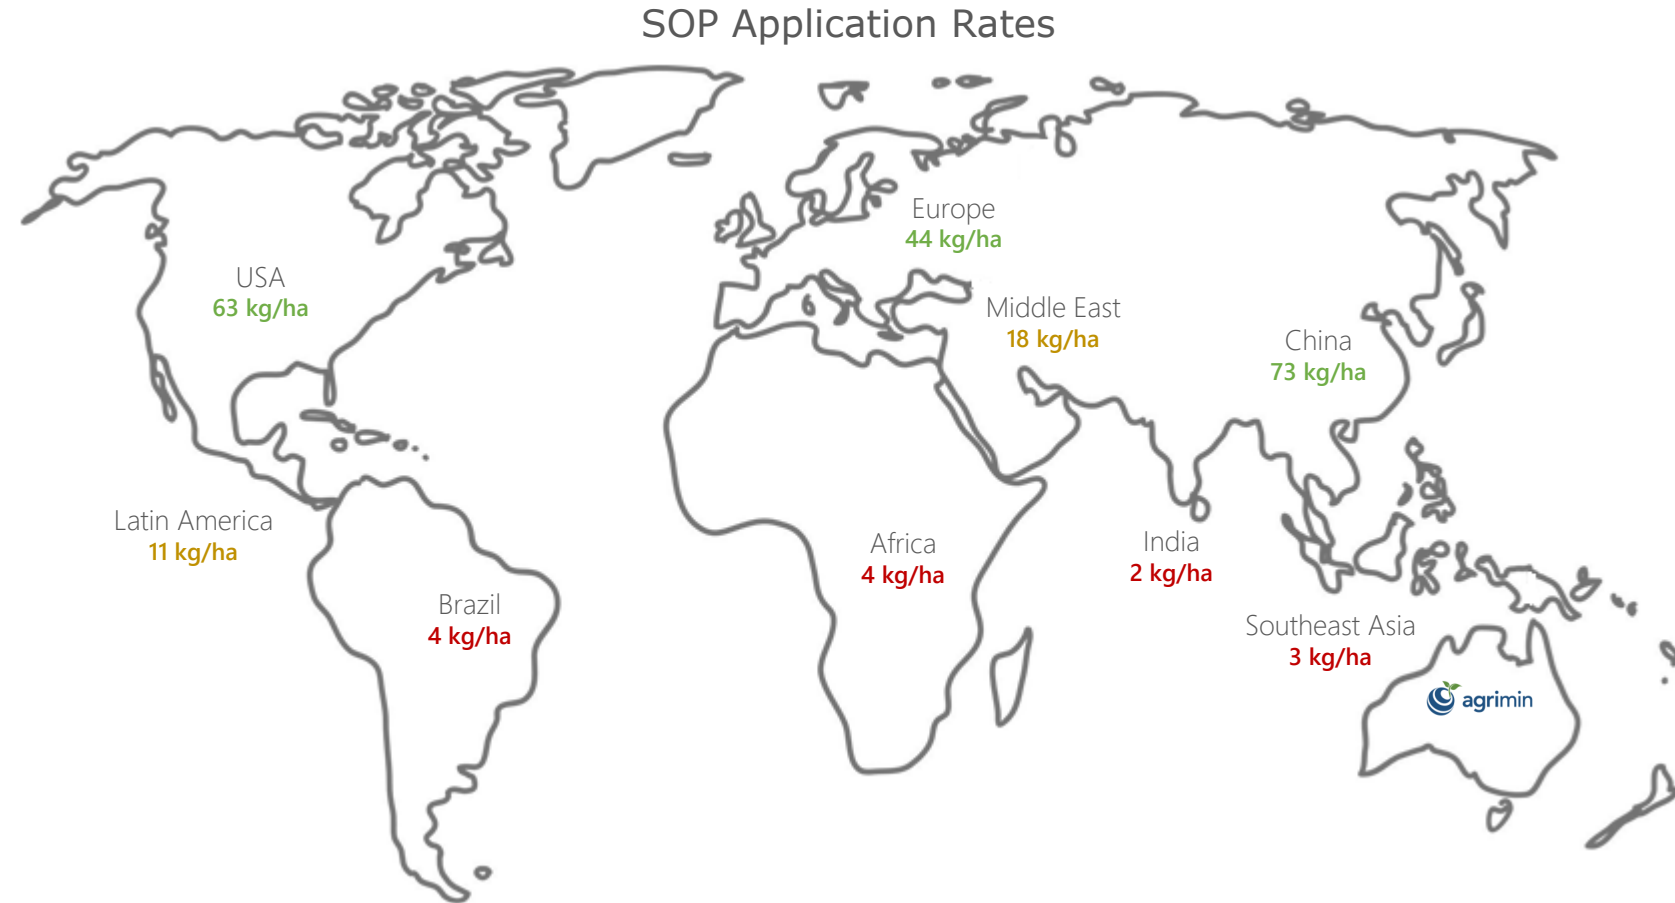 SOP Application Rates
Europe
44 kg/ha
USA
63 kg/ha
Middle East
18 kg/ha
China
73 kg/ha
Latin America
11 kg/ha
Africa
4 kg/ha
India
2 kg/ha
Brazil
4 kg/ha
Southeast Asia
3 kg/ha
agrimin